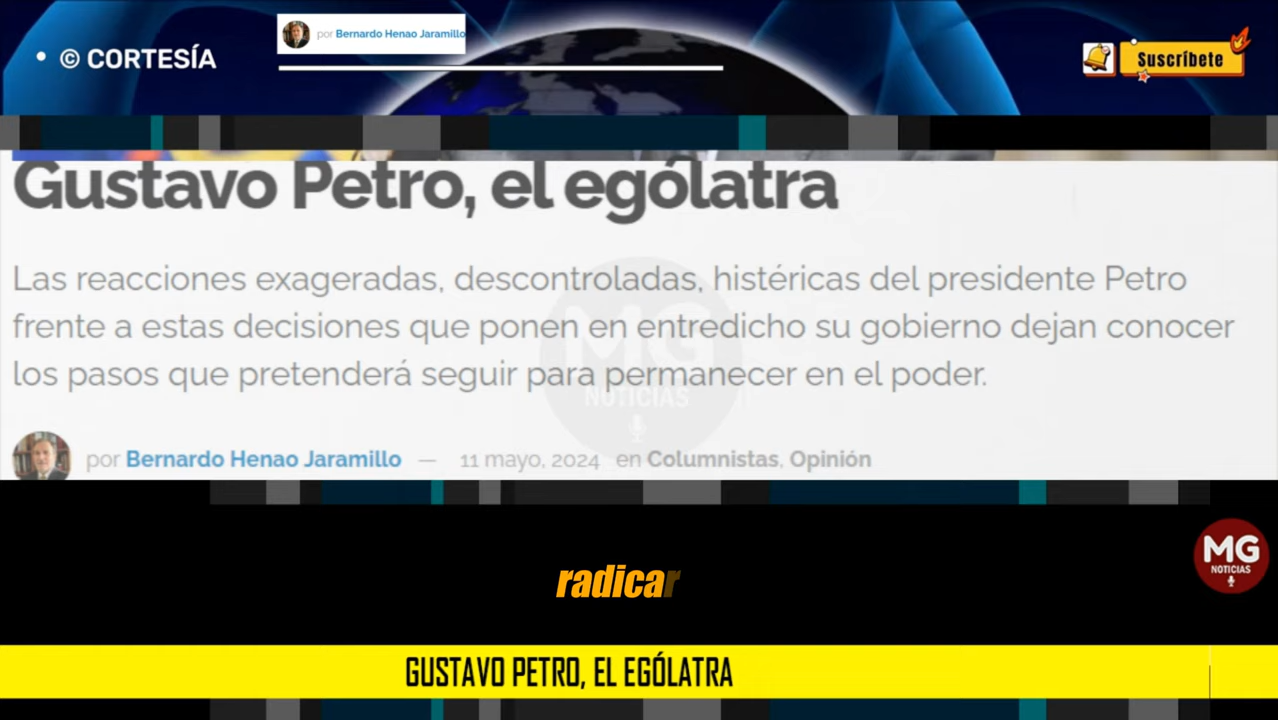 por Bernardo Henao Jaramillo
• © CORTESÍA
Suscríbete
Gustavo Petro, el ególatra
Las reacciones exageradas, descontroladas, histéricas del presidente Petro
frente a estas decisiones que ponen en entredicho su gobierno dejan conocer
los pasos que pretenderá seguir para permanecer en el poder.
MG
NOTICIAS
por Bernardo Henao Jaramillo — 11 mayo, 2024 en Columnistas, Opinión
MG
NOTICIAS
radicar
GUSTAVO PETRO, EL EGÓLATRA